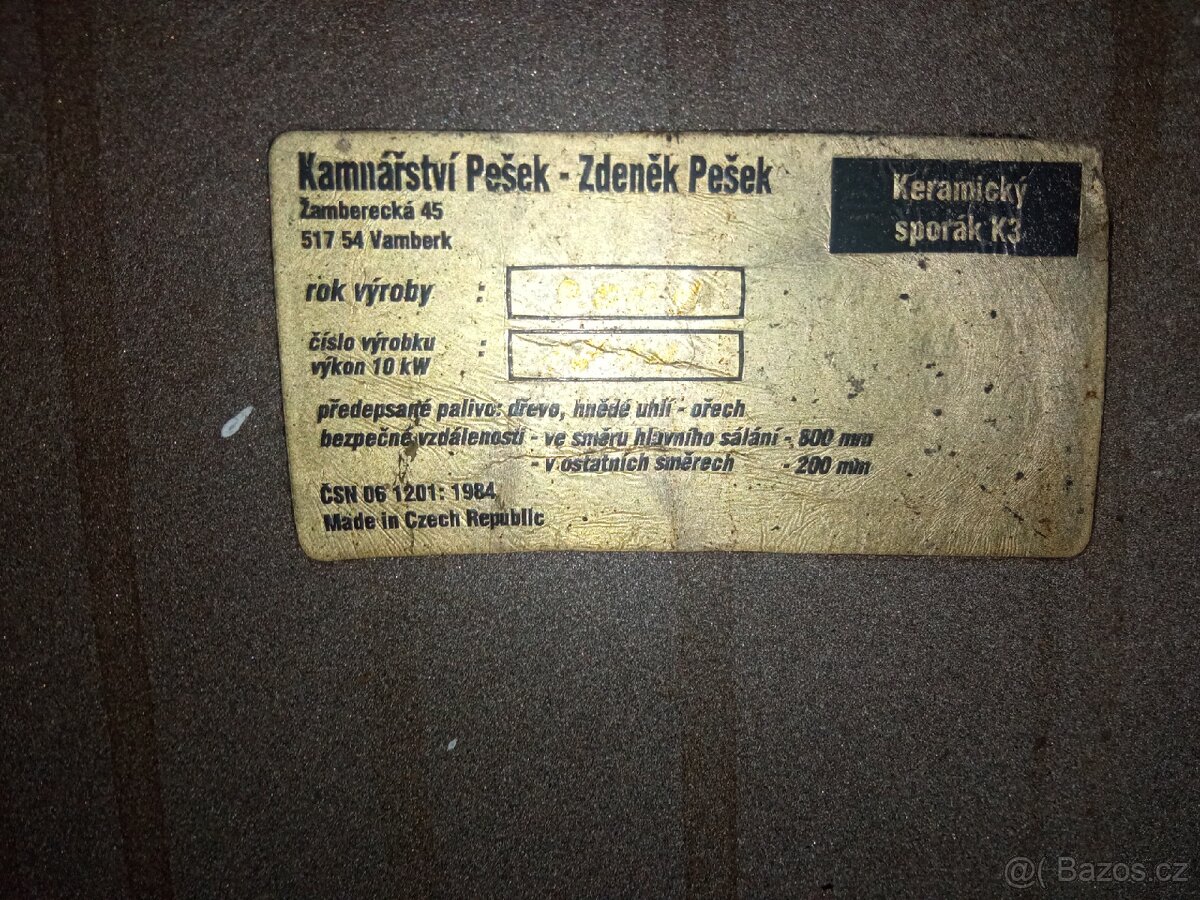 Kamnářství Pešek - Zdeněk Pešek
Žamberecká 45
517 54 Vamberk
Keramický
sporák K3
rok výroby :
číslo výrobku :
výkon 10 kW
předepsané palivo: dřevo, hnědé uhlí - ořech
bezpečné vzdálenosti - ve směru hlavního sálání - 800 mm
- v ostatních směrech - 200 mm
ČSN 06 1201: 1984
Made in Czech Republic
@( Bazos.cz